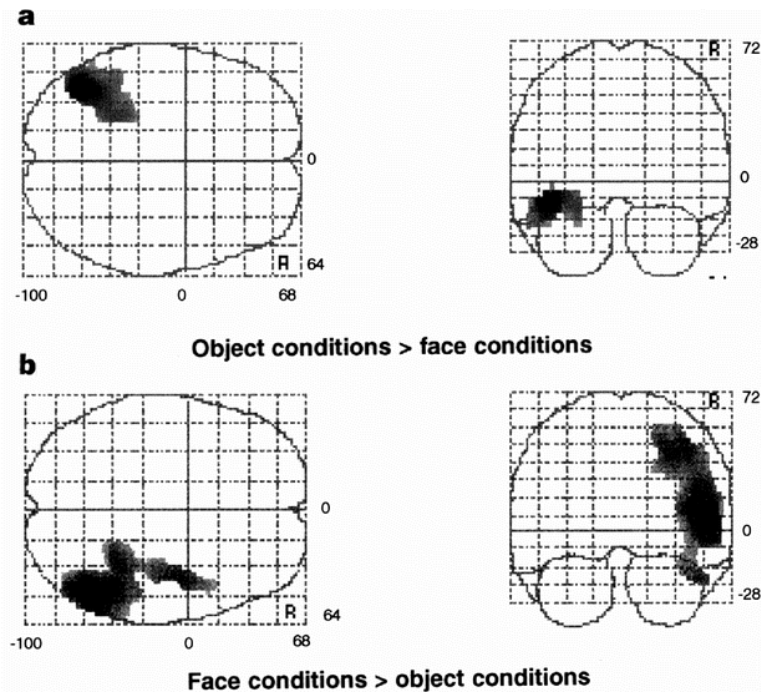 a
R 72
0 0
R 64 -28
-100 0 68
Object conditions > face conditions
b
R 72
0 0
R 64 -28
-100 0 68
Face conditions > object conditions